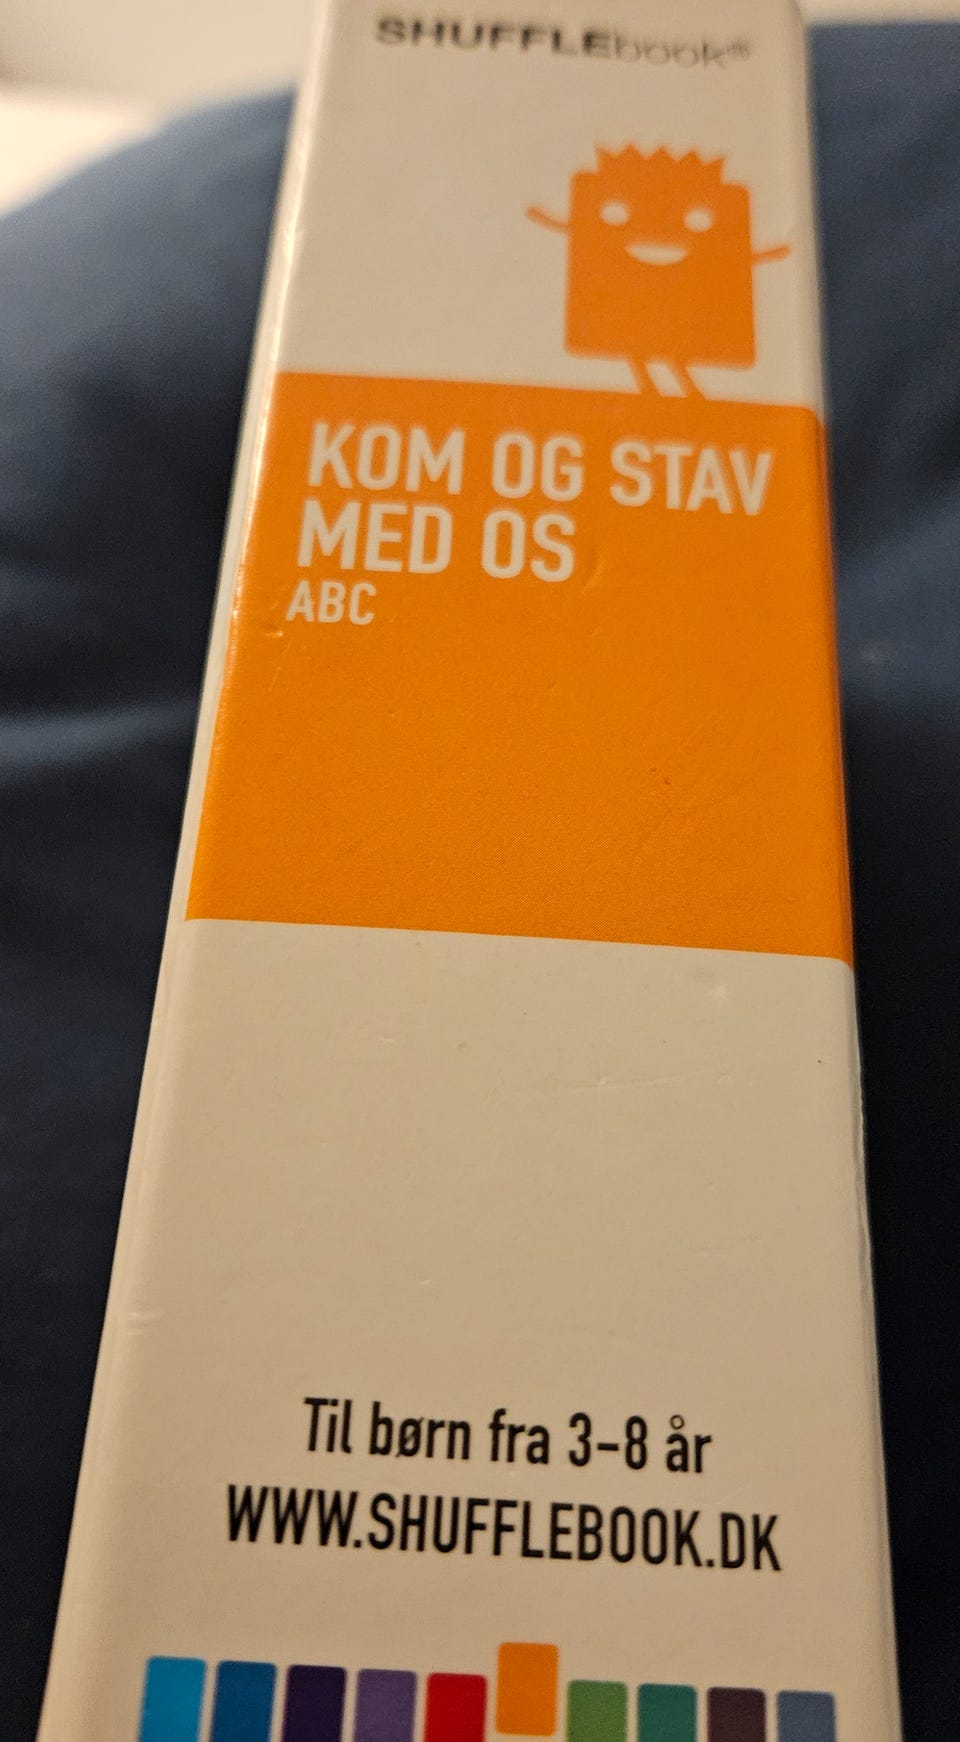 SHUFFLEbook®
KOM OG STAV
MED OS
ABC
Til børn fra 3-8 år
WWW.SHUFFLEBOOK.DK